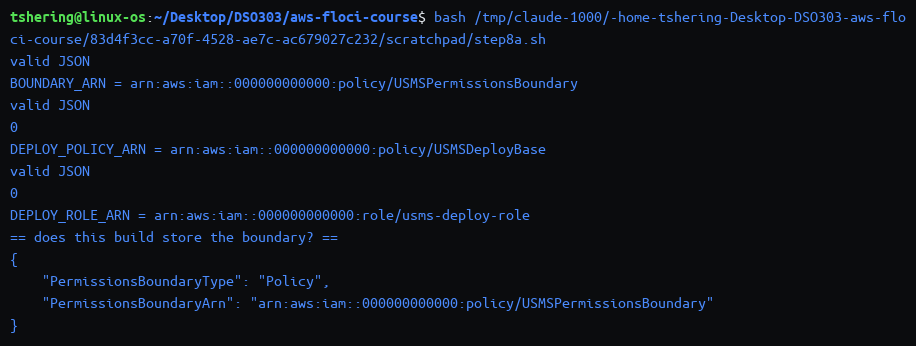 tshering@linux-os:~/Desktop/DSO303/aws-floci-course$ bash /tmp/claude-1000/-home-tshering-Desktop-DSO303-aws-flo
ci-course/83d4f3cc-a70f-4528-ae7c-ac679027c232/scratchpad/step8a.sh
valid JSON
BOUNDARY_ARN = arn:aws:iam::000000000000:policy/USMSPermissionsBoundary
valid JSON
0
DEPLOY_POLICY_ARN = arn:aws:iam::000000000000:policy/USMSDeployBase
valid JSON
0
DEPLOY_ROLE_ARN = arn:aws:iam::000000000000:role/usms-deploy-role
== does this build store the boundary? ==
{
    "PermissionsBoundaryType": "Policy",
    "PermissionsBoundaryArn": "arn:aws:iam::000000000000:policy/USMSPermissionsBoundary"
}